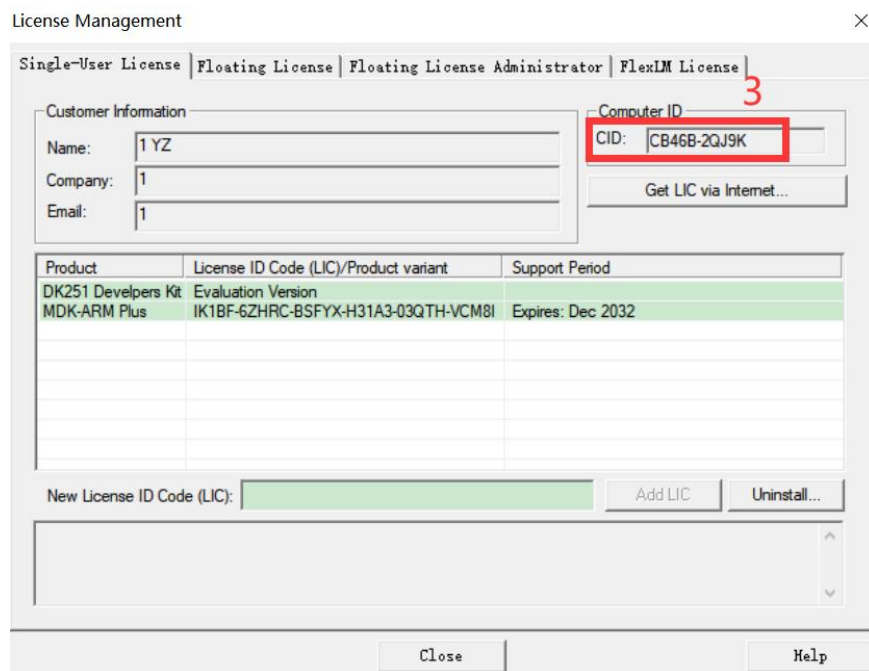 License Management
Single-User License Floating License Floating License Administrator FlexLM License
3
Customer Information
Name: 1 YZ
Company: 1
Email: 1
Computer ID
CID: CB46B-2QJ9K
Get LIC via Internet...
Product License ID Code (LIC)/Product variant Support Period
DK251 Develpers Kit Evaluation Version
MDK-ARM Plus IK1BF-6ZHRC-BSFYX-H31A3-03QTH-VCM8I Expires: Dec 2032
New License ID Code (LIC): Add LIC Uninstall...
Close Help